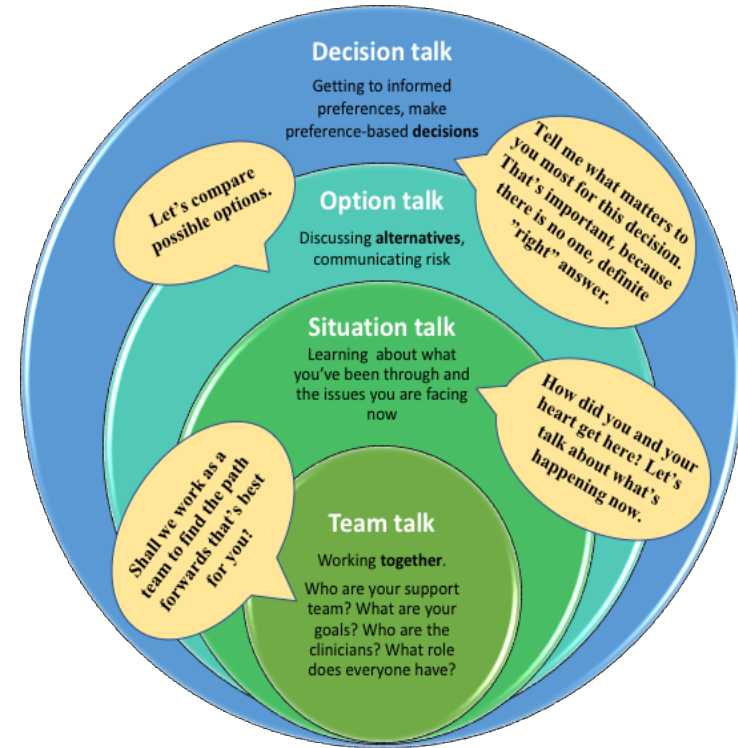 Decision talk
Getting to informed
preferences, make
preference-based decisions
Let's compare
possible options.
Tell me what matters to
you most for this decision.
That's important, because
there is no one, definite
"right" answer.
Option talk
Discussing alternatives,
communicating risk
Situation talk
Learning about what
you've been through and
the issues you are facing
now
How did you and your
heart get here? Let's
talk about what's
happening now.
Shall we work as a
team to find the path
forwards that's best
for you?
Team talk
Working together.
Who are your support
team? What are your
goals? Who are the
clinicians? What role
does everyone have?